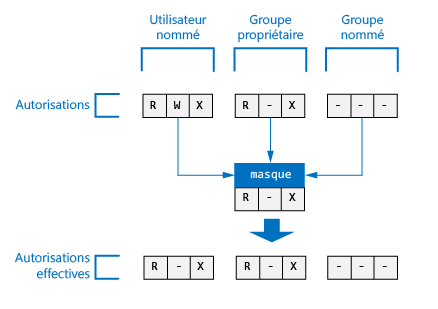 Utilisateur nommé
Groupe propriétaire
Groupe nommé
Autorisations
R W X
R - X
- - -
masque
R - X
Autorisations effectives
R - X
R - X
- - -